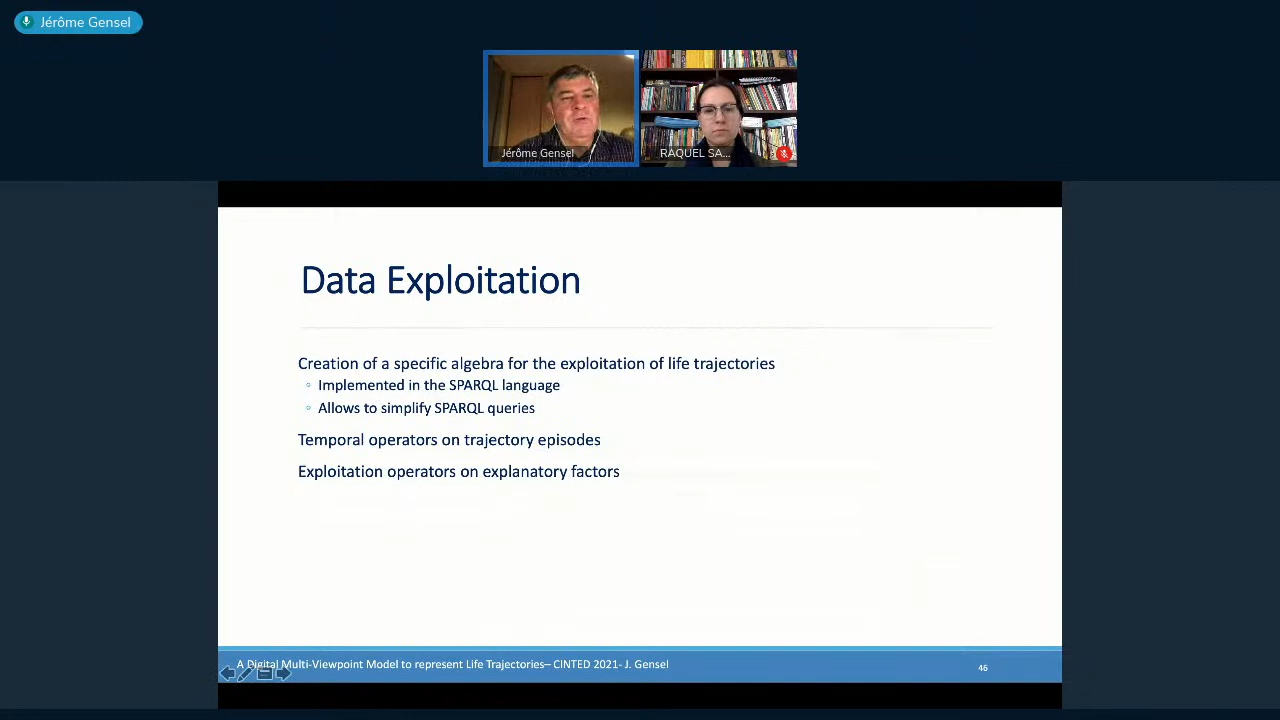 Jérôme Gensel
Jérôme Gensel
RAQUEL SA...
Data Exploitation
Creation of a specific algebra for the exploitation of life trajectories
Implemented in the SPARQL language
Allows to simplify SPARQL queries
Temporal operators on trajectory episodes
Exploitation operators on explanatory factors
A Digital Multi-Viewpoint Model to represent Life Trajectories– CINTED 2021- J. Gensel
46